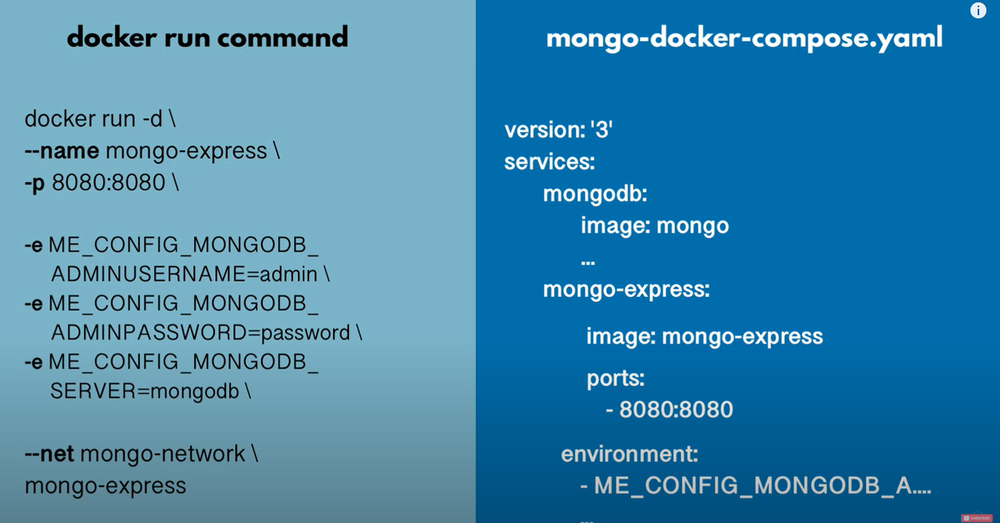 docker run command
docker run -d \
--name mongo-express \
-p 8080:8080 \
-e ME_CONFIG_MONGODB_
ADMINUSERNAME=admin \
-e ME_CONFIG_MONGODB_
ADMINPASSWORD=password \
-e ME_CONFIG_MONGODB_
SERVER=mongodb \
--net mongo-network \
mongo-express
mongo-docker-compose.yaml
version: '3'
services:
mongodb:
image: mongo
...
mongo-express:
image: mongo-express
ports:
- 8080:8080
environment:
- ME_CONFIG_MONGODB_A....
...
i
SUBSCRIBE